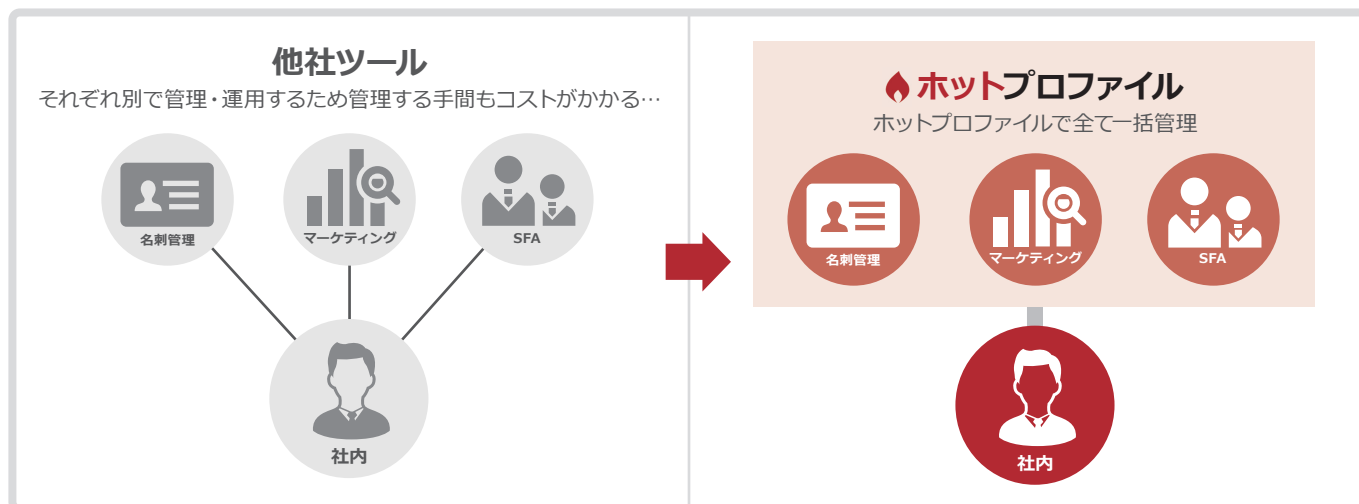 他社ツール
それぞれ別で管理・運用するため管理する手間もコストがかかる…
名刺管理
マーケティング
SFA
社内
ホットプロファイル
ホットプロファイルで全て一括管理
名刺管理
マーケティング
SFA
社内